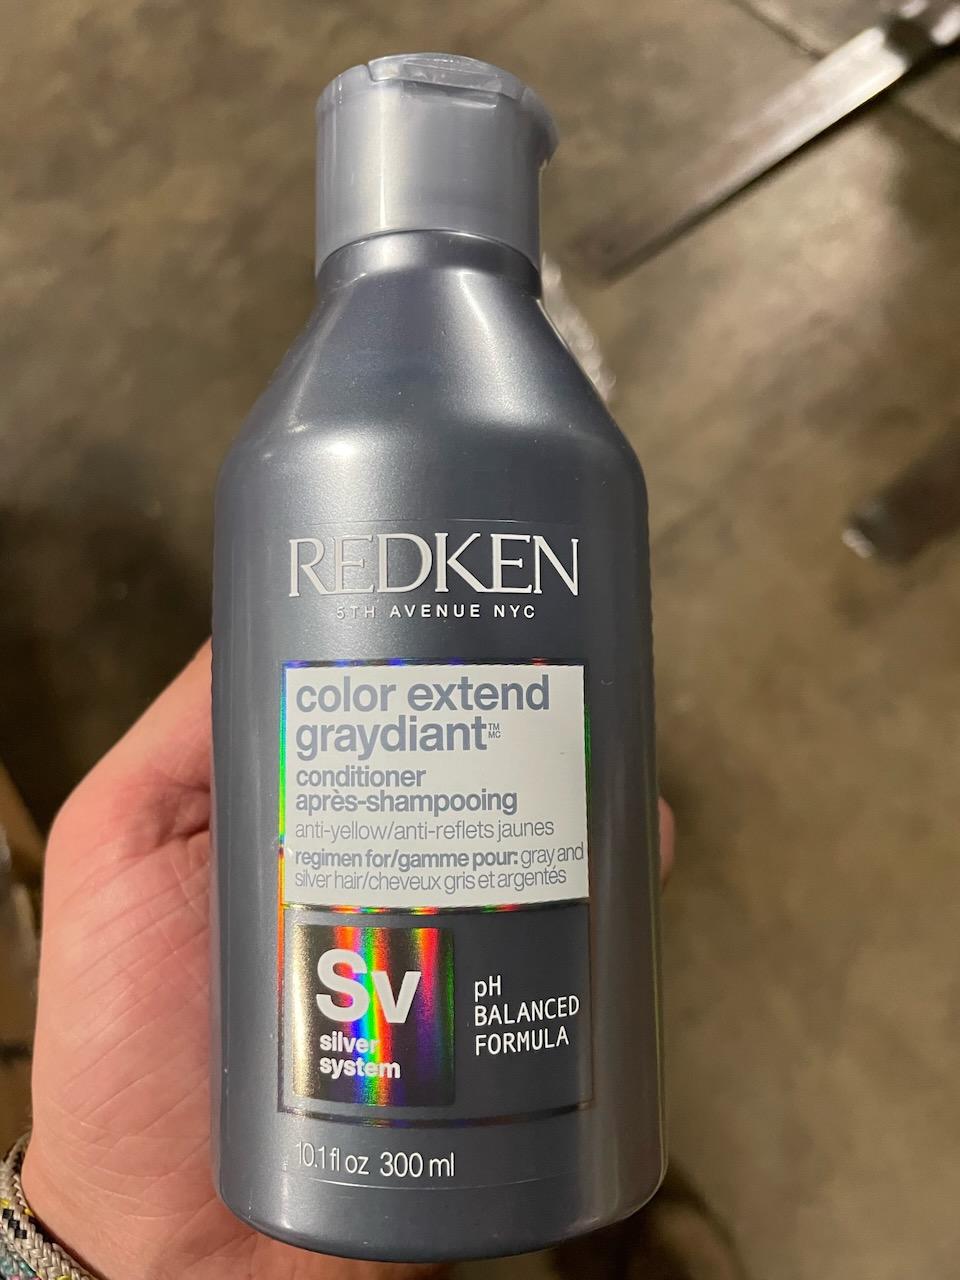 REDKEN
5TH AVENUE NYC
color extend
graydiant™ MC
conditioner
après-shampooing
anti-yellow/anti-reflets jaunes
regimen for/gamme pour: gray and
silver hair/cheveux gris et argentés
Sv
silver
system
pH
BALANCED
FORMULA
10.1 fl oz 300 ml